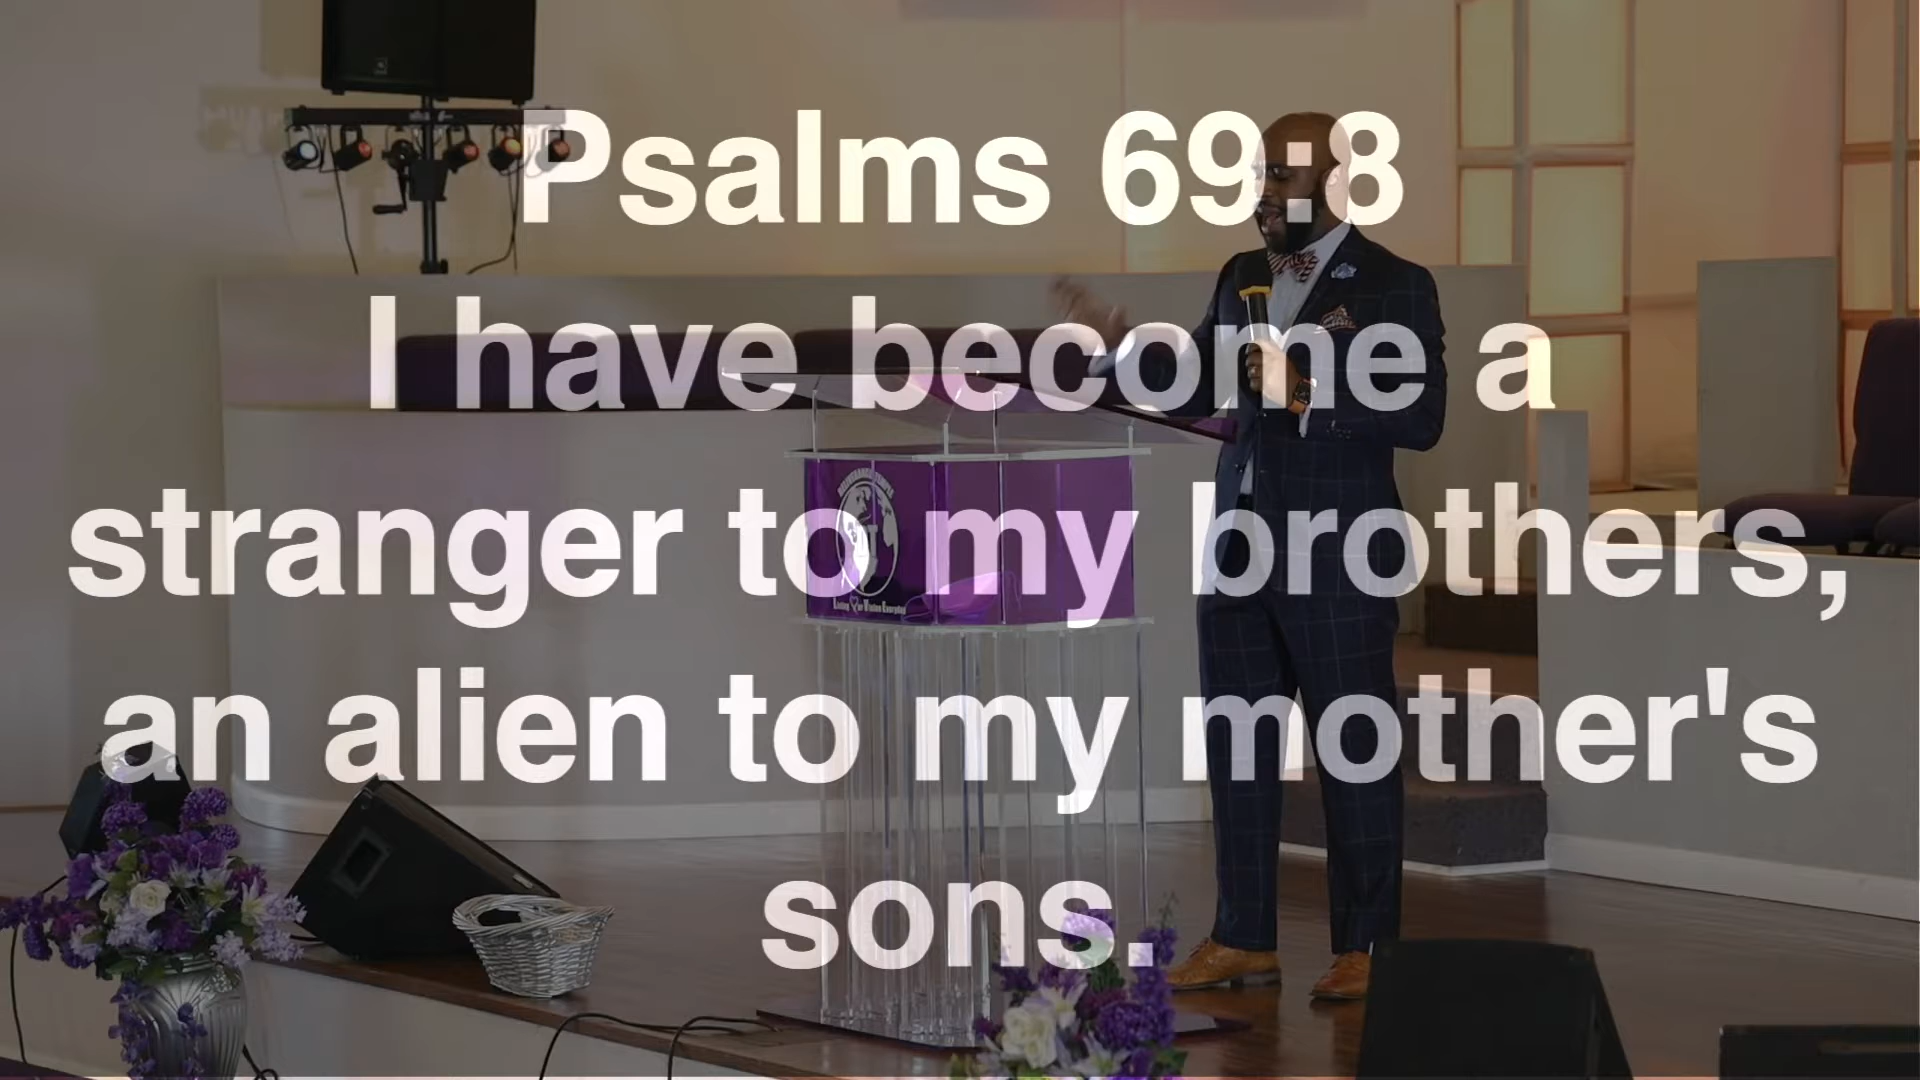 Psalms 69:8
I have become a
stranger to my brothers,
an alien to my mother's
sons.